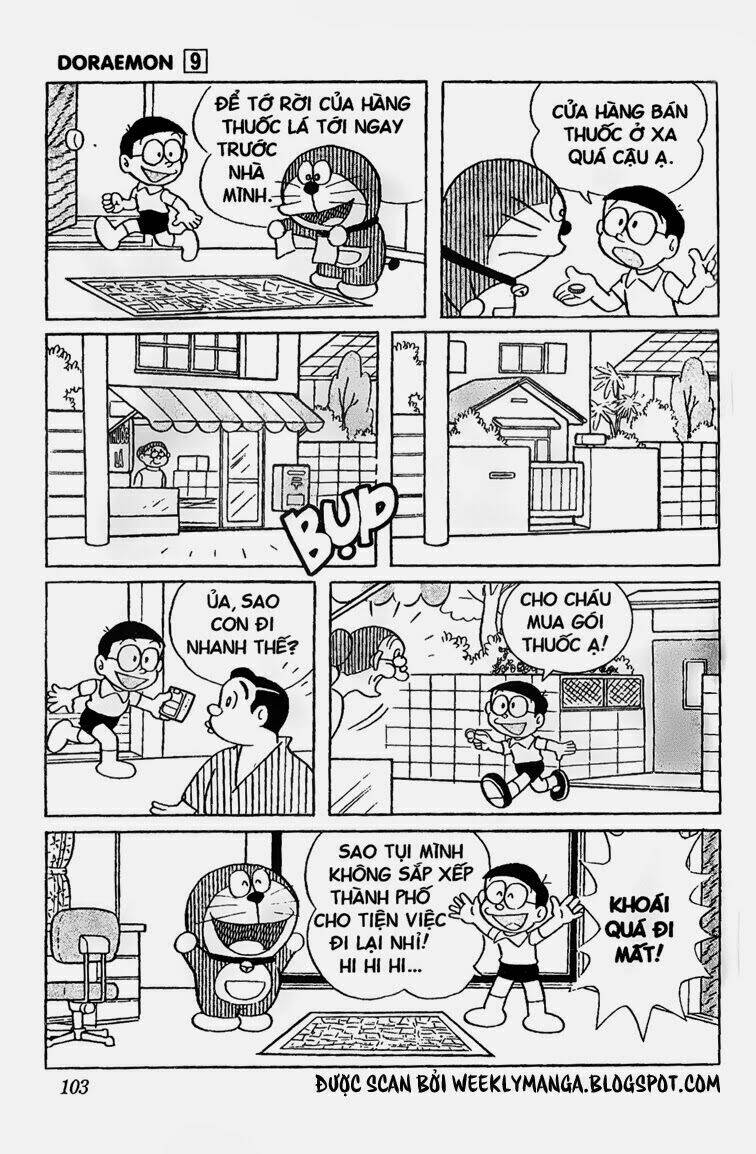 DORAEMON 9
CỬA HÀNG BÁN
THUỐC Ở XA
QUÁ CẬU Ạ.
ĐỂ TỚ RỜI CỦA HÀNG
THUỐC LÁ TỚI NGAY
TRƯỚC
NHÀ
MÌNH.
BỤP
CHO CHÁU
MUA GÓI
THUỐC Ạ!
ỦA, SAO
CON ĐI
NHANH THẾ?
KHOÁI
QUÁ ĐI
MẤT!
SAO TỤI MÌNH
KHÔNG SẮP XẾP
THÀNH PHỐ
CHO TIỆN VIỆC
ĐI LẠI NHỈ!
HI HI HI...
103
ĐƯỢC SCAN BỞI WEEKLYMANGA.BLOGSPOT.COM